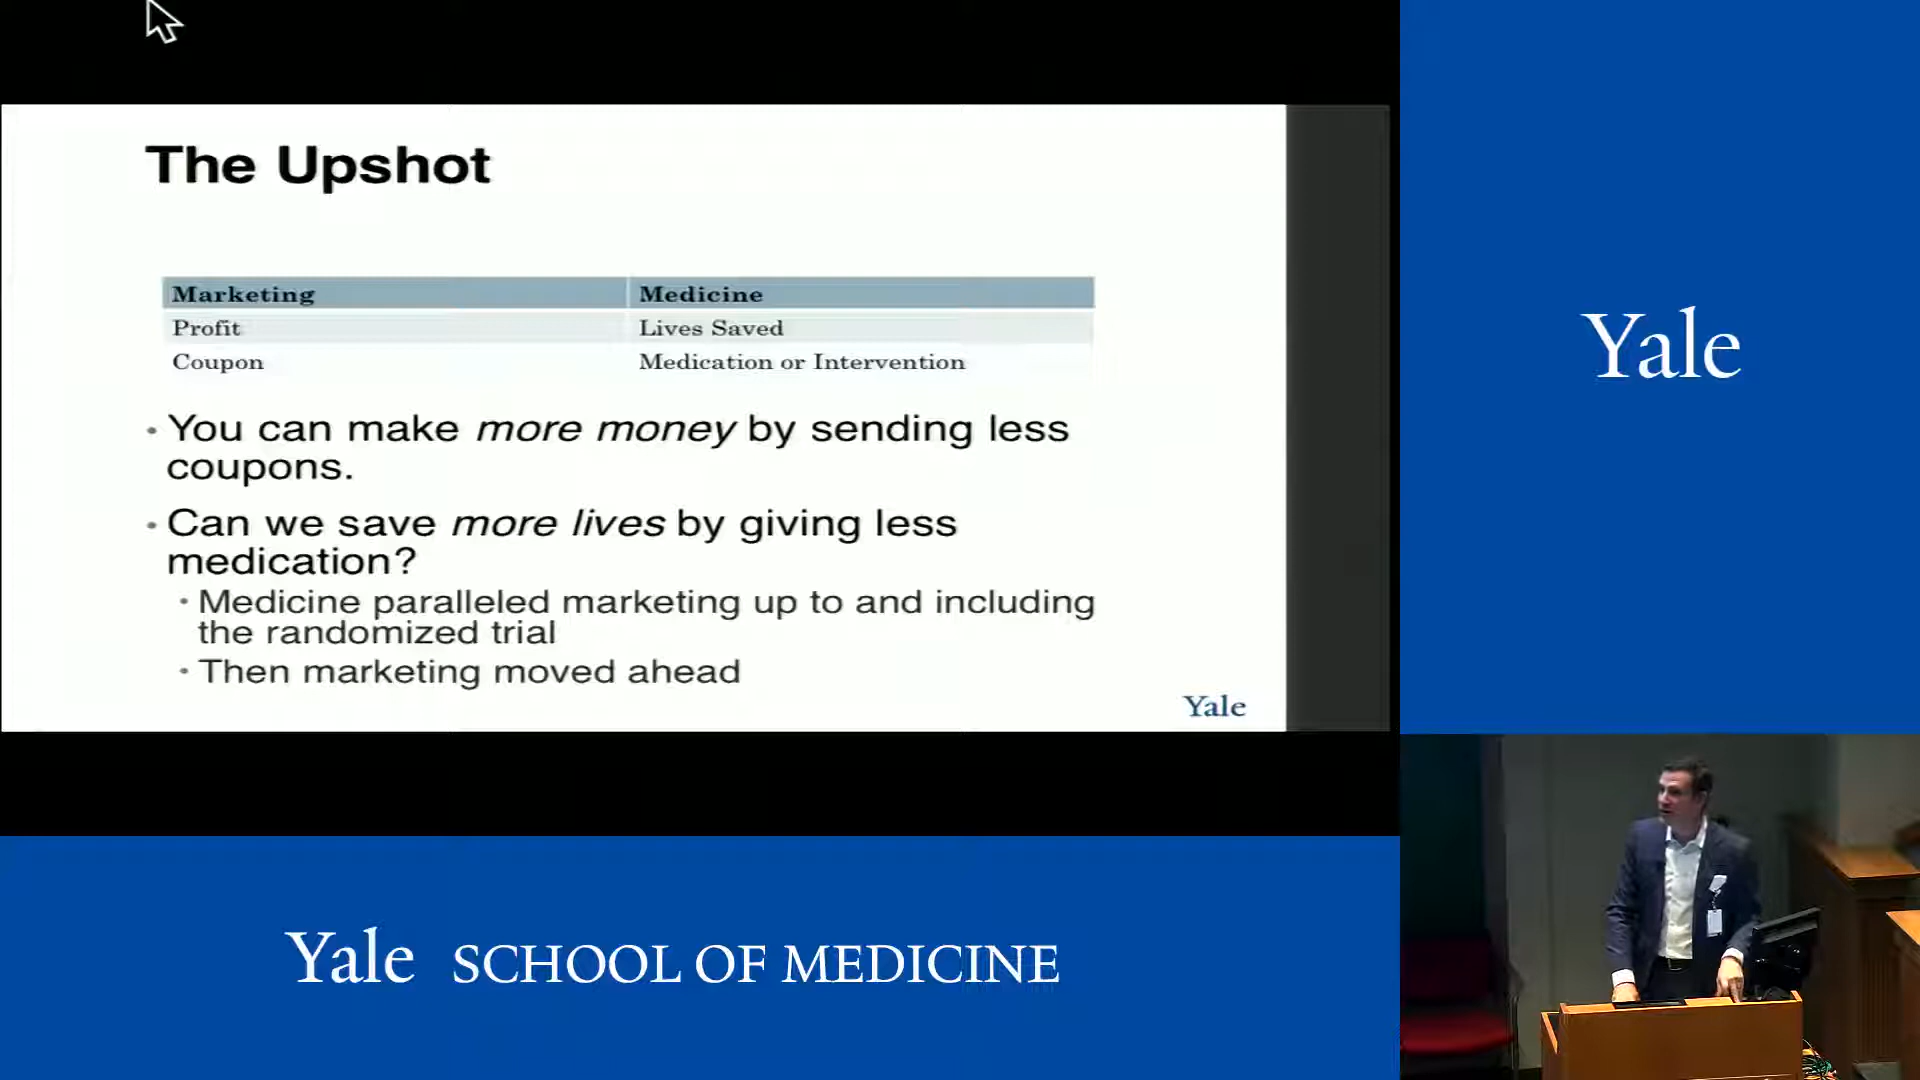 The Upshot
Marketing Medicine
Profit Lives Saved
Coupon Medication or Intervention
• You can make more money by sending less
coupons.
• Can we save more lives by giving less
medication?
• Medicine paralleled marketing up to and including
the randomized trial
• Then marketing moved ahead
Yale
Yale
Yale SCHOOL OF MEDICINE